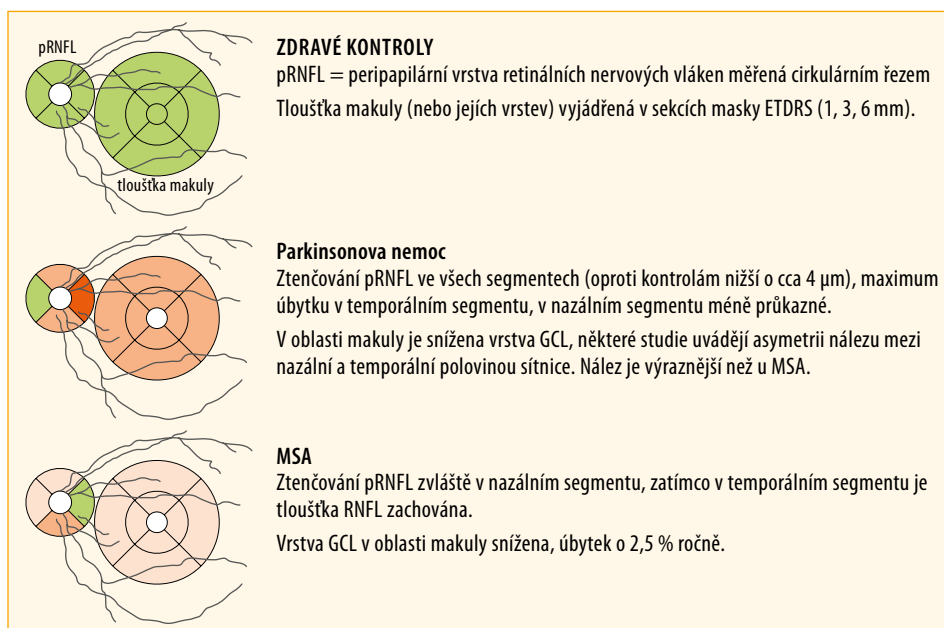 pRNFL
tloušťka makuly
ZDRAVÉ KONTROLY
pRNFL = peripapilární vrstva retinálních nervových vláken měřená cirkulárním řezem
Tloušťka makuly (nebo jejích vrstev) vyjádřená v sekcích masky ETDRS (1, 3, 6 mm).
Parkinsonova nemoc
Ztenčování pRNFL ve všech segmentech (oproti kontrolám nižší o cca 4 μm), maximum
úbytku v temporálním segmentu, v nazálním segmentu méně průkazné.
V oblasti makuly je snížena vrstva GCL, některé studie uvádějí asymetrii nálezu mezi
nazální a temporální polovinou sítnice. Nález je výraznější než u MSA.
MSA
Ztenčování pRNFL zvláště v nazálním segmentu, zatímco v temporálním segmentu je
tloušťka RNFL zachována.
Vrstva GCL v oblasti makuly snížena, úbytek o 2,5 % ročně.